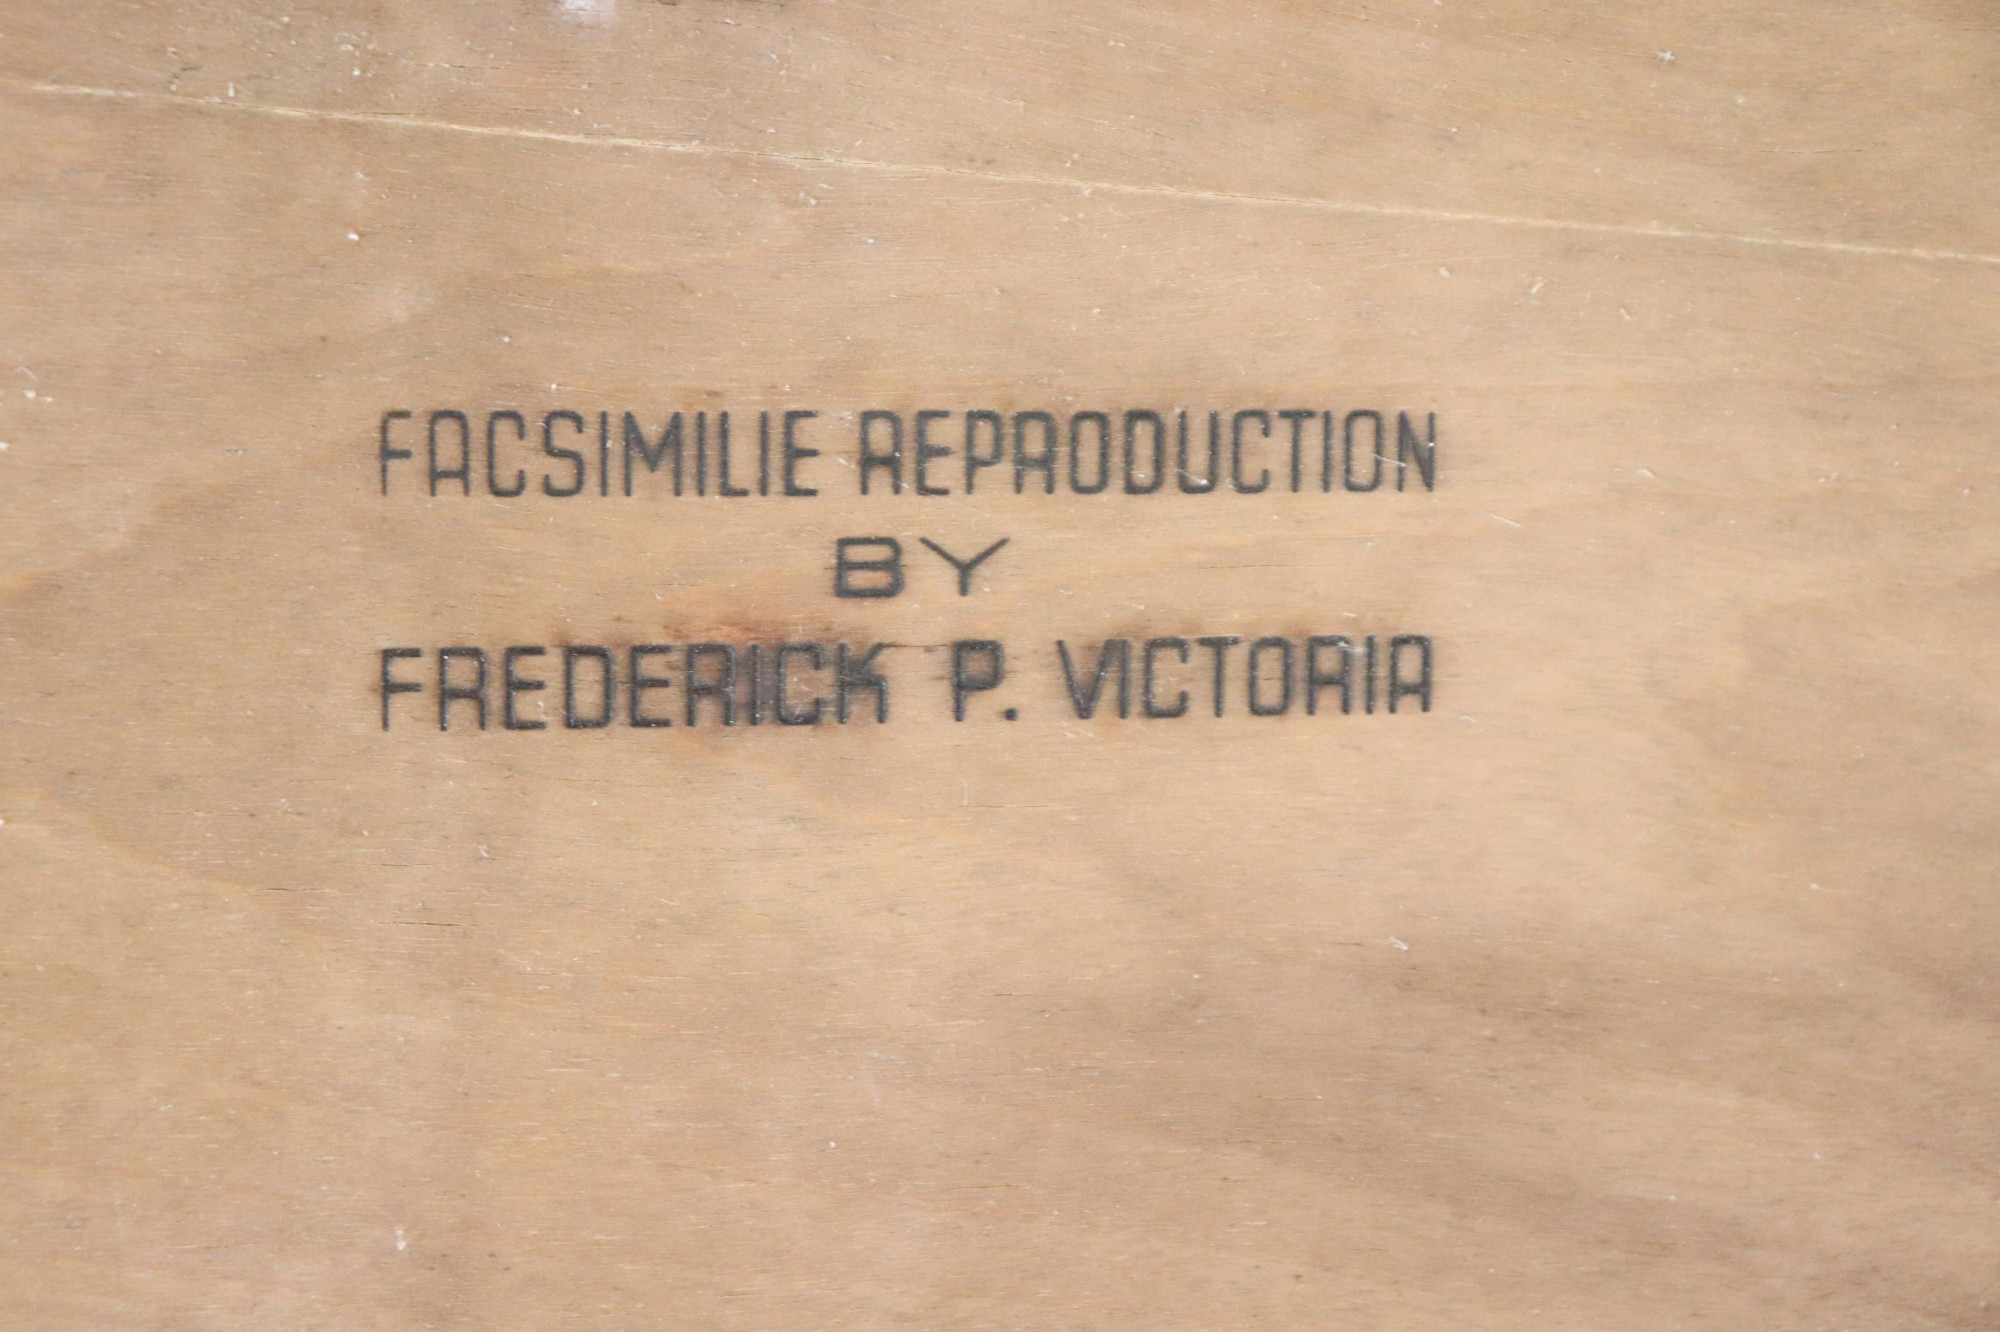 FACSIMILIE REPRODUCTION
BY
FREDERICK P. VICTORIA